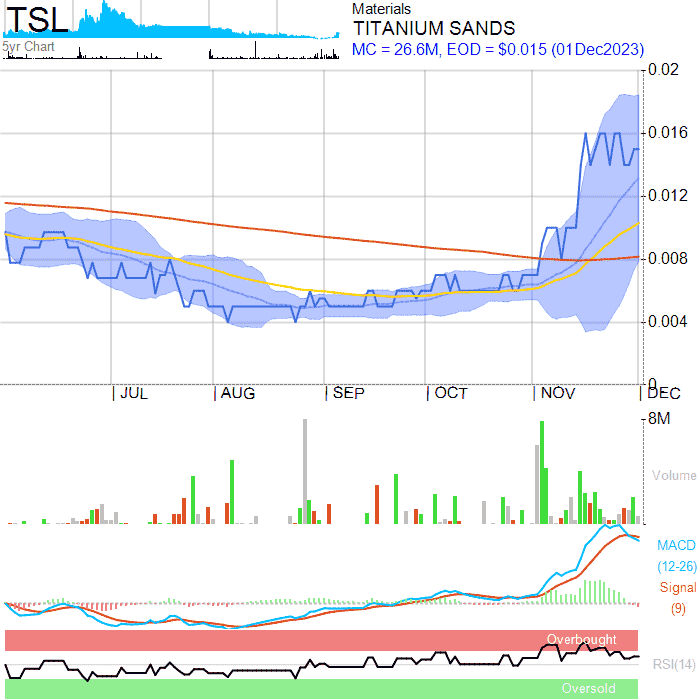 TSL
5yr Chart
Materials
TITANIUM SANDS
MC = 26.6M, EOD = $0.015 (01Dec2023)
0.02
0.016
0.012
0.008
0.004
0
JUL AUG SEP OCT NOV DEC
8M
Volume
MACD
(12-26)
Signal
(9)
Overbought
RSI(14)
Oversold